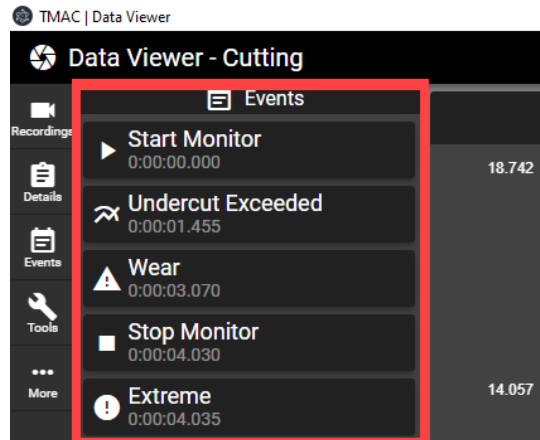 TMAC | Data Viewer
Data Viewer - Cutting
Recordings
Details
Events
Tools
More
Events
Start Monitor
0:00:00.000
Undercut Exceeded
0:00:01.455
Wear
0:00:03.070
Stop Monitor
0:00:04.030
Extreme
0:00:04.035
18.742
14.057